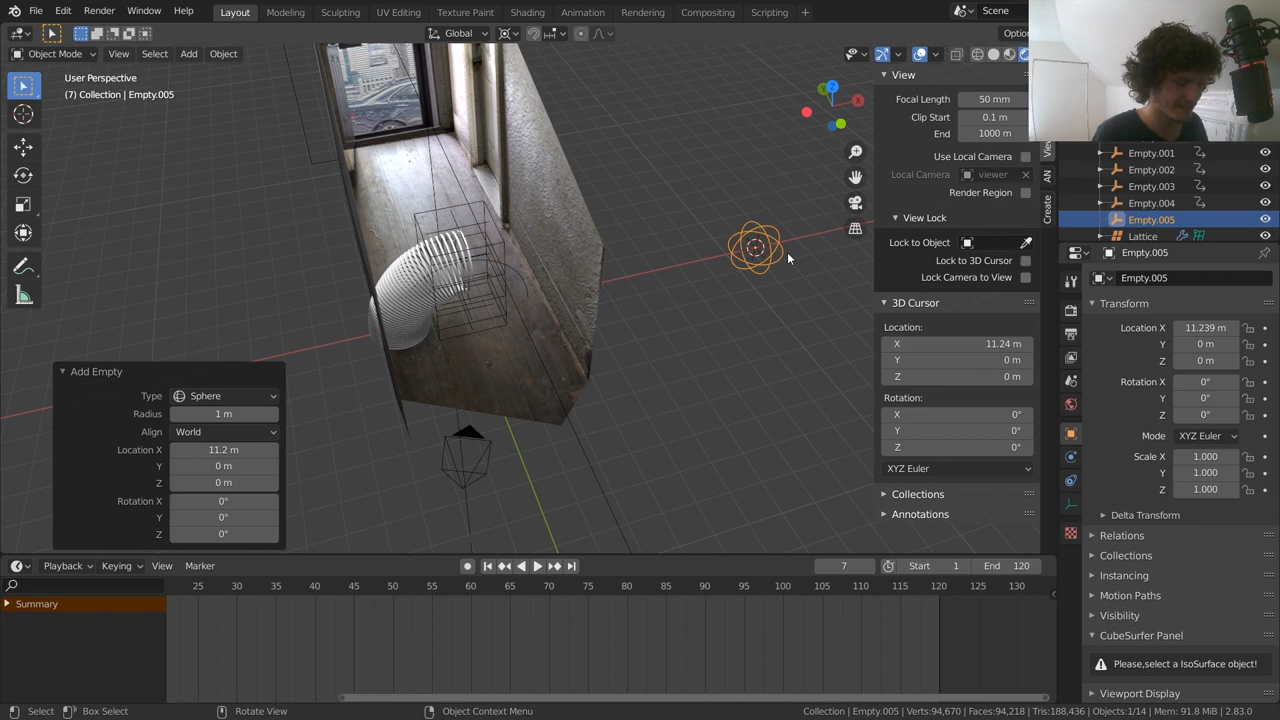 File Edit Render Window Help Layout Modeling Sculpting UV Editing Texture Paint Shading Animation Rendering Compositing Scripting Scene
Global Optio
Object Mode View Select Add Object
User Perspective
(7) Collection | Empty.005
X
Y
Z
View
Focal Length 50 mm
Clip Start 0.1 m
End 1000 m
Use Local Camera
Local Camera viewer
Render Region
View Lock
Lock to Object
Lock to 3D Cursor
Lock Camera to View
3D Cursor
Location:
X 11.24 m
Y 0 m
Z 0 m
Rotation:
X 0°
Y 0°
Z 0°
XYZ Euler
Collections
Annotations
AN
Create
Empty.001
Empty.002
Empty.003
Empty.004
Empty.005
Lattice
Empty.005
Empty.005
Transform
Location X 11.239 m
Y 0 m
Z 0 m
Rotation X 0°
Y 0°
Z 0°
Mode XYZ Euler
Scale X 1.000
Y 1.000
Z 1.000
Delta Transform
Relations
Collections
Instancing
Motion Paths
Visibility
CubeSurfer Panel
Please,select a IsoSurface object!
Viewport Display
Add Empty
Type Sphere
Radius 1 m
Align World
Location X 11.2 m
Y 0 m
Z 0 m
Rotation X 0°
Y 0°
Z 0°
Playback Keying View Marker 7 Start 1 End 120
25 30 35 40 45 50 55 60 65 70 75 80 85 90 95 100 105 110 115 120 125 130
Summary
Select Box Select Rotate View Object Context Menu Collection | Empty.005 | Verts:94,670 | Faces:94,218 | Tris:188,436 | Objects:1/14 | Mem: 91.8 MiB | 2.83.0